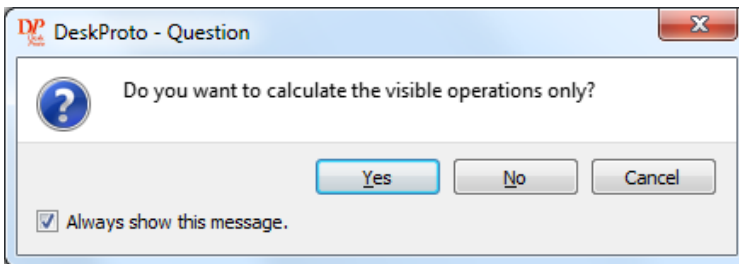 DeskProto - Question
Do you want to calculate the visible operations only?
Yes No Cancel
Always show this message.